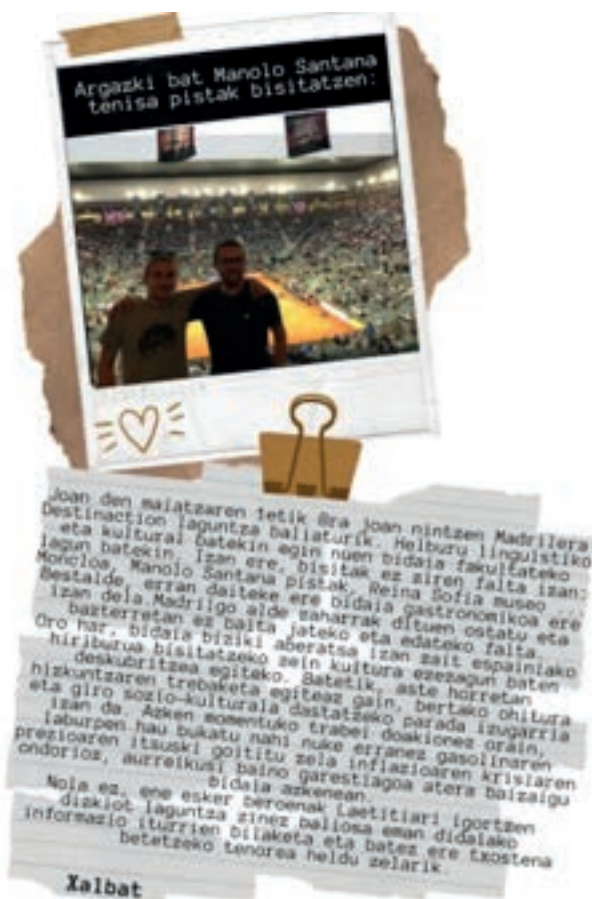 Argazki bat Manolo Santana
tenisa pistak bisitatzen:
Joan den maiatzaren 1etik 8ra joan nintzen Madrilera
Destinaction laguntza baliaturik. Helburu linguistiko
eta kultural batekin egin nuen bidaia fakultateko
lagun batekin. Izan ere, bisitak ez ziren falta izan:
Moncloa, Manolo Santana pistak, Reina Sofia museo
Bestalde, erran daiteke ere bidaia gastronomikoa ere
izan dela.Madrilgo alde zaharrak dituen ostatu eta
bazterretan ez baita jateko eta edateko falta
Oro har, bidaia biziki aberatsa izan zait espainiako
hiriburua bisitatzeko zein kultura ezezagun baten
deskubritzea egiteko. Batetik, aste horretan
hizkuntzaren trebaketa egiteaz gain, bertako ohitura
eta giro sozio-kulturala dastatzeko parada izugarria
izan da. Azken momentuko trabei doakionez orain,
laburpen hau bukatu nahi nuke erranez gasolinaren
prezioaren itsuski goititu zela inflazioaren krisiaren
ondorioz, aurreikusi baino garestiagoa atera baizaigu
bidaia azkenean.
Nola ez, ene esker beroenak Laetitiari igortzen
dizkiot laguntza zinez baliosa eman didalako
informazio iturrien bilaketa eta batez ere txostena
betetzeko tenorea heldu zelarik.
Xalbat